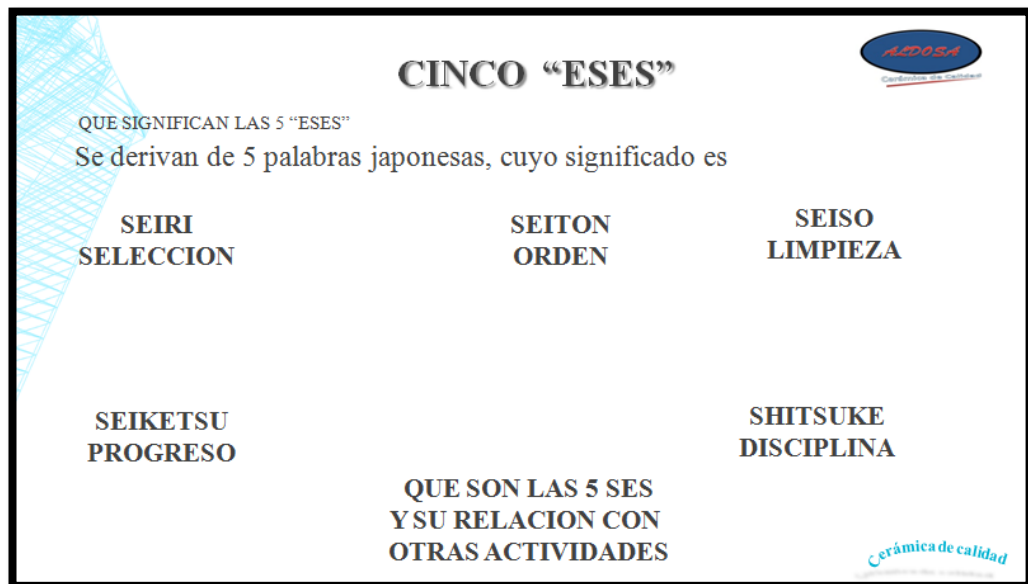 CINCO “ESES”
ALDOSA
Cerámica de Calidad
QUE SIGNIFICAN LAS 5 “ESES”
Se derivan de 5 palabras japonesas, cuyo significado es
SEIRI
SELECCION
SEITON
ORDEN
SEISO
LIMPIEZA
SEIKETSU
PROGRESO
SHITSUKE
DISCIPLINA
QUE SON LAS 5 SES
Y SU RELACION CON
OTRAS ACTIVIDADES
Cerámica de calidad